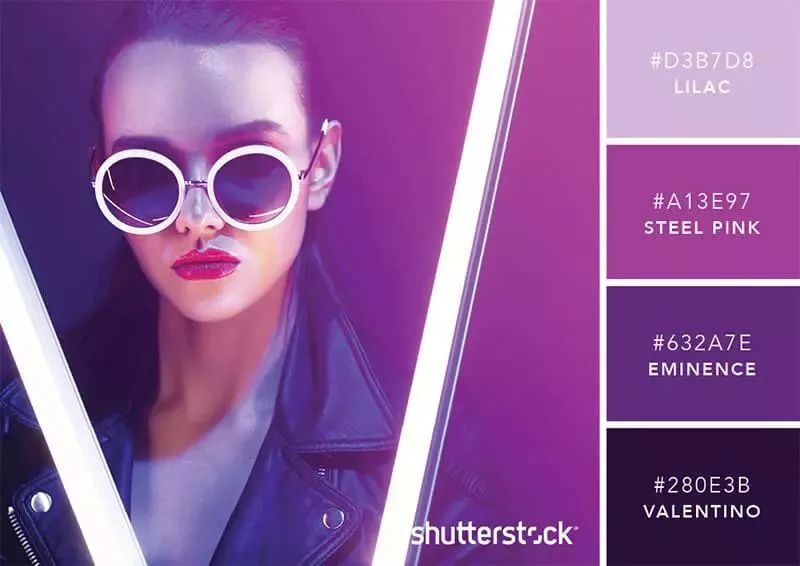 #D3B7D8
LILAC
#A13E97
STEEL PINK
#632A7E
EMINENCE
#280E3B
VALENTINO
shutterstock